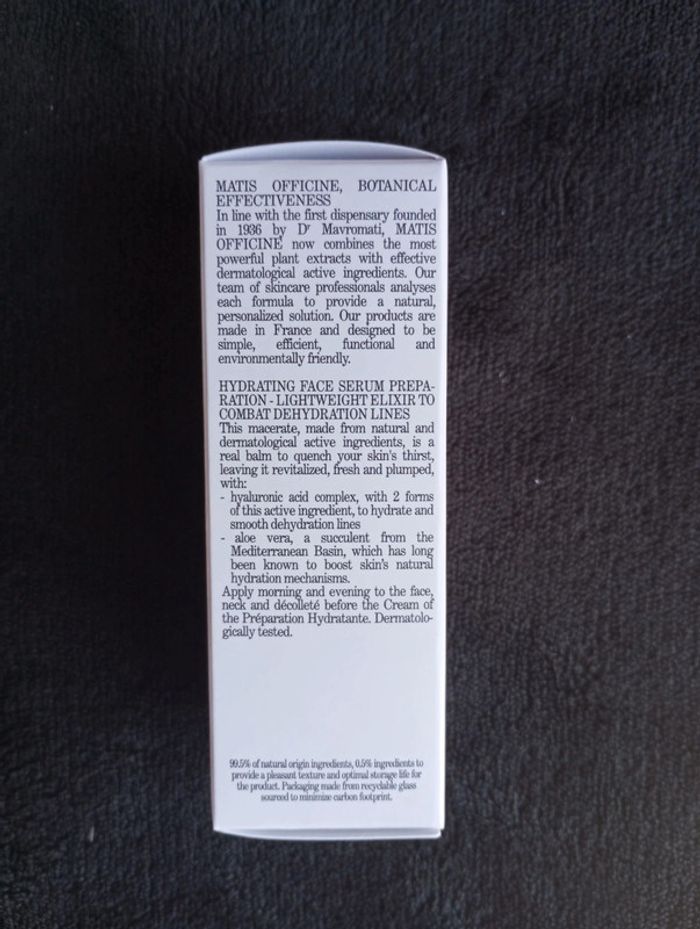 MATIS OFFICINE, BOTANICAL
EFFECTIVENESS
In line with the first dispensary founded
in 1936 by Dʳ Mavromati, MATIS
OFFICINE now combines the most
powerful plant extracts with effective
dermatological active ingredients. Our
team of skincare professionals analyses
each formula to provide a natural,
personalized solution. Our products are
made in France and designed to be
simple, efficient, functional and
environmentally friendly.
HYDRATING FACE SERUM PREPA-
RATION - LIGHTWEIGHT ELIXIR TO
COMBAT DEHYDRATION LINES
This macerate, made from natural and
dermatological active ingredients, is a
real balm to quench your skin's thirst,
leaving it revitalized, fresh and plumped,
with:
- hyaluronic acid complex, with 2 forms
of this active ingredient, to hydrate and
smooth dehydration lines
- aloe vera, a succulent from the
Mediterranean Basin, which has long
been known to boost skin's natural
hydration mechanisms.
Apply morning and evening to the face,
neck and décolleté before the Cream of
the Préparation Hydratante. Dermatolo-
gically tested.
99.5% of natural origin ingredients, 0.5% ingredients to
provide a pleasant texture and optimal storage life for
the product. Packaging made from recyclable glass
sourced to minimize carbon footprint.